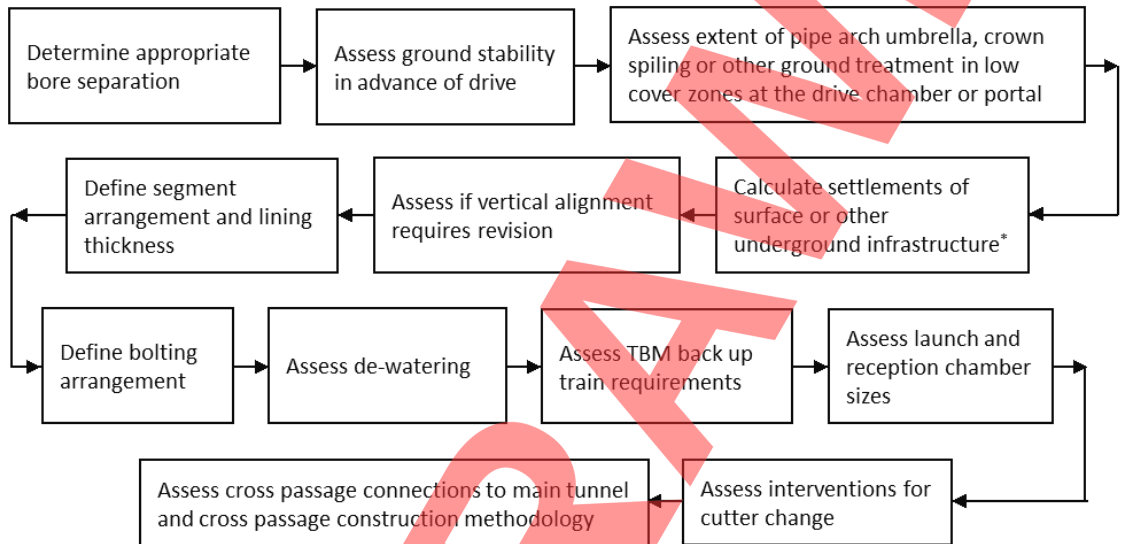 Determine appropriate
bore separation
Assess ground stability
in advance of drive
Assess extent of pipe arch umbrella, crown
spiling or other ground treatment in low
cover zones at the drive chamber or portal
Calculate settlements of
surface or other
underground infrastructure*
Assess if vertical alignment
requires revision
Define segment
arrangement and lining
thickness
Define bolting
arrangement
Assess de-watering
Assess TBM back up
train requirements
Assess launch and
reception chamber
sizes
Assess interventions for
cutter change
Assess cross passage connections to main tunnel
and cross passage construction methodology